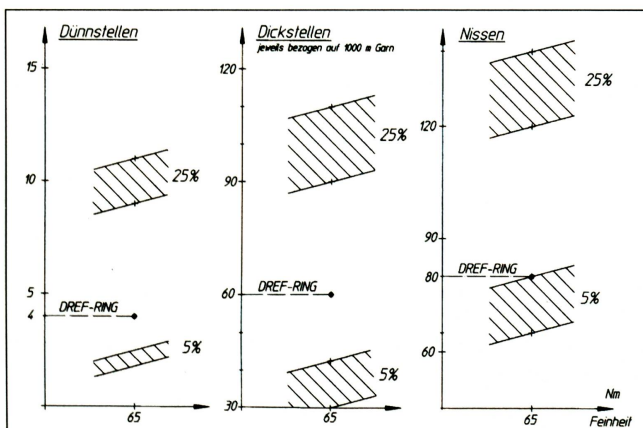 Dünnstellen
15
25%
10
5
DREF-RING
4
5%
65
Dickstellen
jeweils bezogen auf 1000 m Garn
120
25%
90
DREF-RING
60
5%
30
65
Nissen
25%
120
90
DREF-RING
80
5%
60
Nm
65
Feinheit